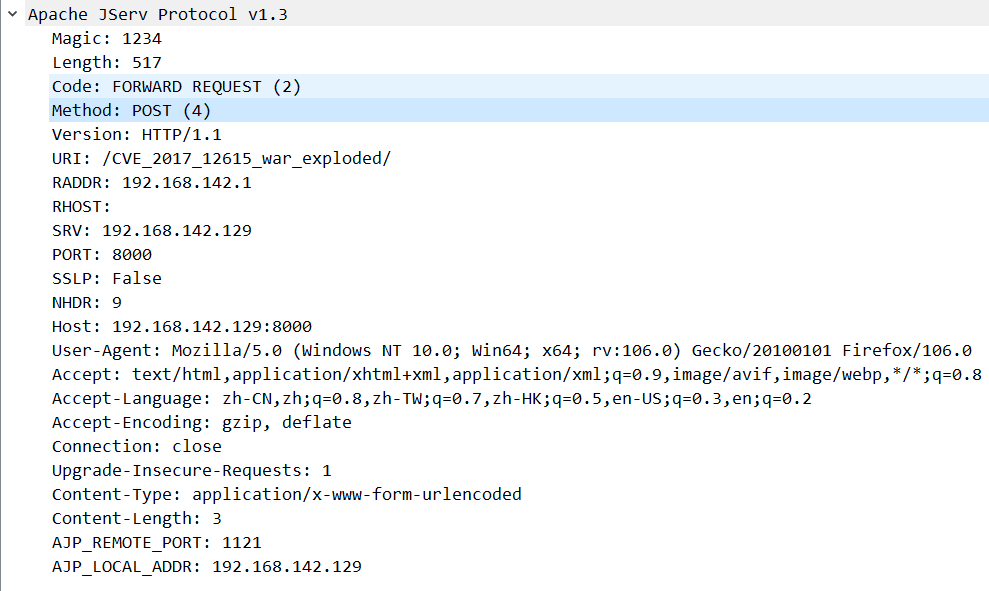 Apache JServ Protocol v1.3
Magic: 1234
Length: 517
Code: FORWARD REQUEST (2)
Method: POST (4)
Version: HTTP/1.1
URI: /CVE_2017_12615_war_exploded/
RADDR: 192.168.142.1
RHOST:
SRV: 192.168.142.129
PORT: 8000
SSLP: False
NHDR: 9
Host: 192.168.142.129:8000
User-Agent: Mozilla/5.0 (Windows NT 10.0; Win64; x64; rv:106.0) Gecko/20100101 Firefox/106.0
Accept: text/html,application/xhtml+xml,application/xml;q=0.9,image/avif,image/webp,*/*;q=0.8
Accept-Language: zh-CN,zh;q=0.8,zh-TW;q=0.7,zh-HK;q=0.5,en-US;q=0.3,en;q=0.2
Accept-Encoding: gzip, deflate
Connection: close
Upgrade-Insecure-Requests: 1
Content-Type: application/x-www-form-urlencoded
Content-Length: 3
AJP_REMOTE_PORT: 1121
AJP_LOCAL_ADDR: 192.168.142.129